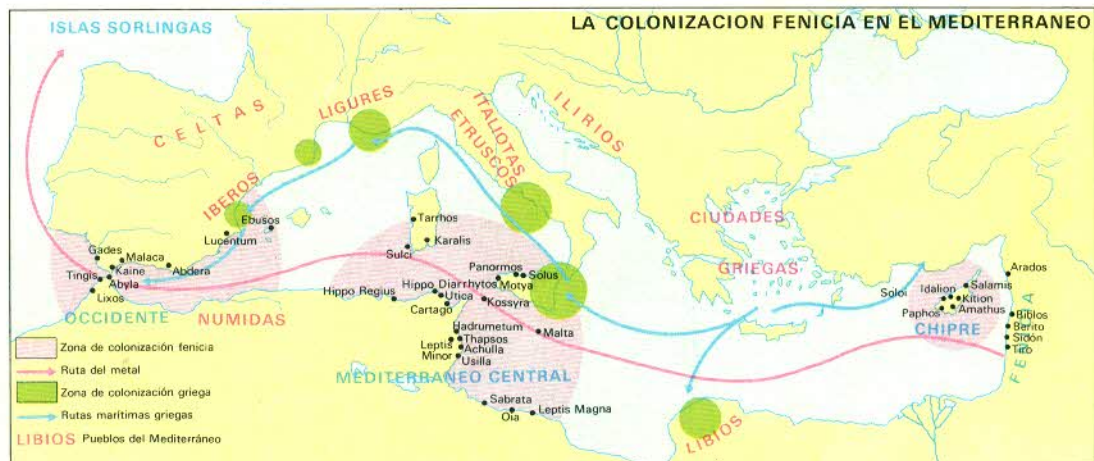 LA COLONIZACION FENICIA EN EL MEDITERRANEO
ISLAS SORLINGAS
CELTAS
LIGURES
ITALIOTAS
ETRUSCOS
ILIRIOS
IBEROS
Ebusos
Lucentum
Gades
Malaca
Kaine
Abdera
Tingis
Abyla
Lixos
OCCIDENTE
NUMIDAS
Tarrhos
Karalis
Sulci
Panormos
Solus
Motya
Hippo Diarrhytos
Hippo Regius
Utica
Cartago
Kossyra
Hadrumetum
Thapsos
Leptis
Minor
Achulla
Usilla
Malta
MEDITERRANEO CENTRAL
Sabrata
Oia
Leptis Magna
LIBIOS
CIUDADES
GRIEGAS
Soloi
Idalion
Salamis
Kition
Paphos
Amathus
CHIPRE
Arados
Biblos
Berito
Sidón
Tiro
FENICIA
Zona de colonización fenicia
Ruta del metal
Zona de colonización griega
Rutas marítimas griegas
LIBIOS Pueblos del Mediterráneo